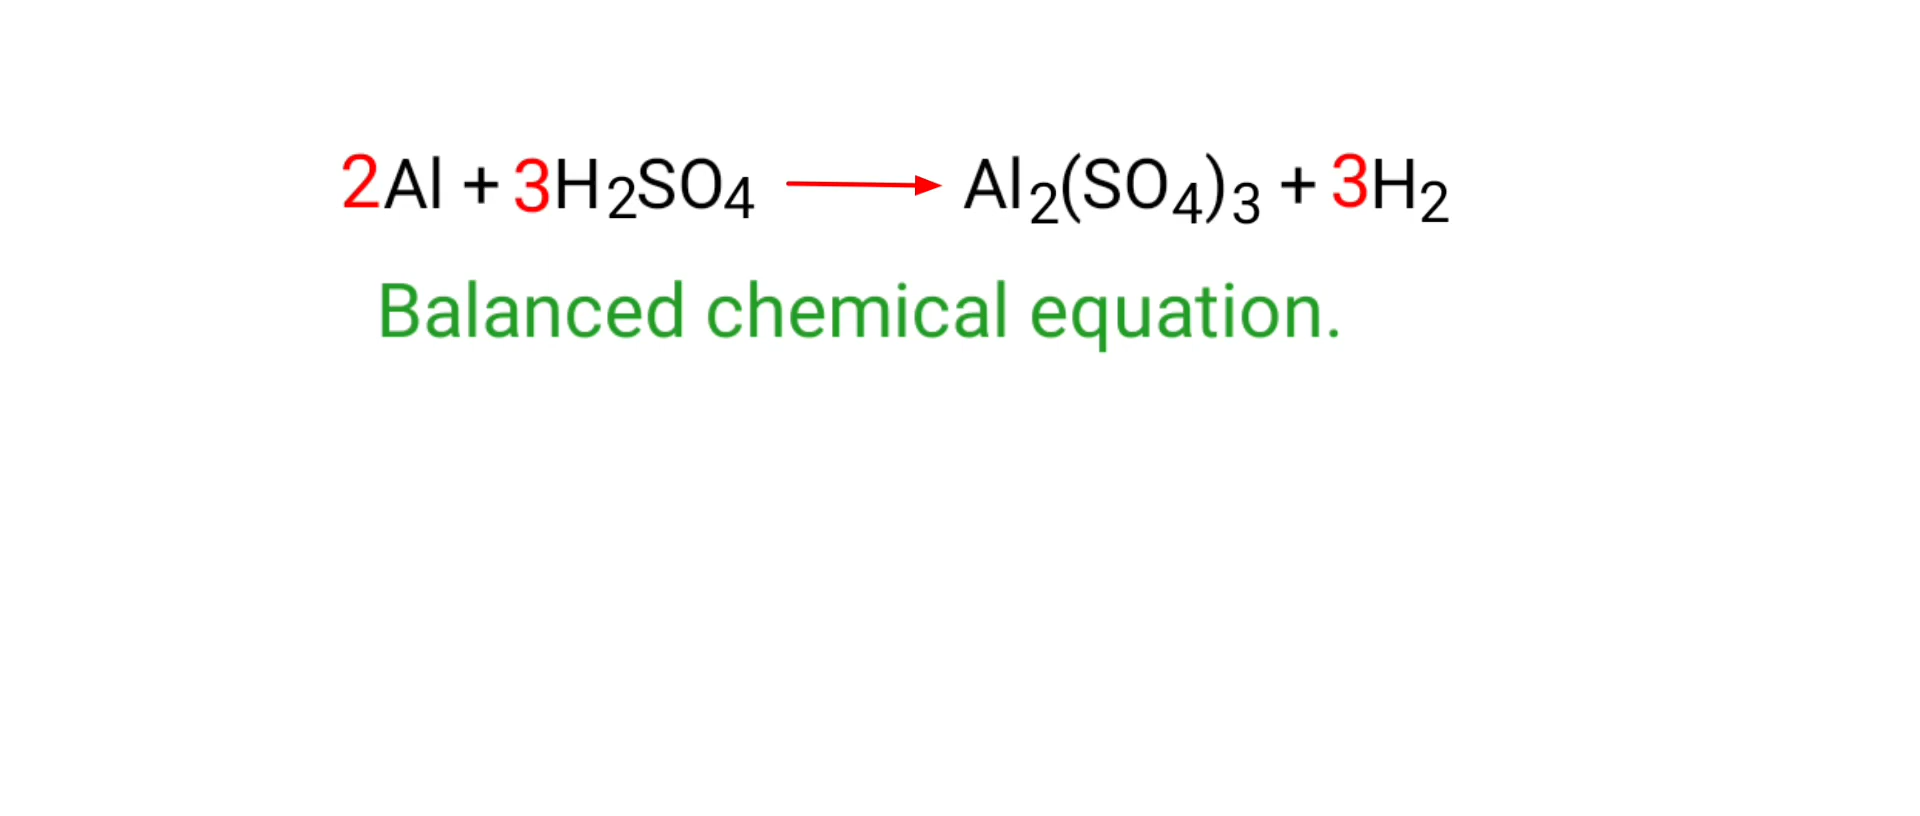 2Al + 3H₂SO₄ ⟶ Al₂(SO₄)₃ + 3H₂
Balanced chemical equation.